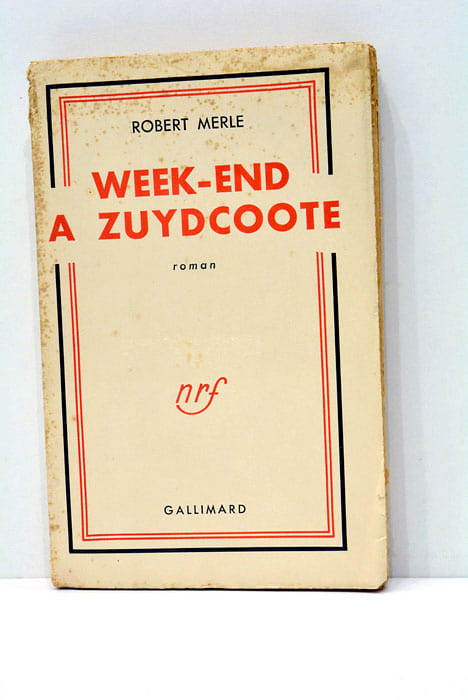 ROBERT MERLE
WEEK-END
A ZUYDCOOTE
roman
nrf
GALLIMARD